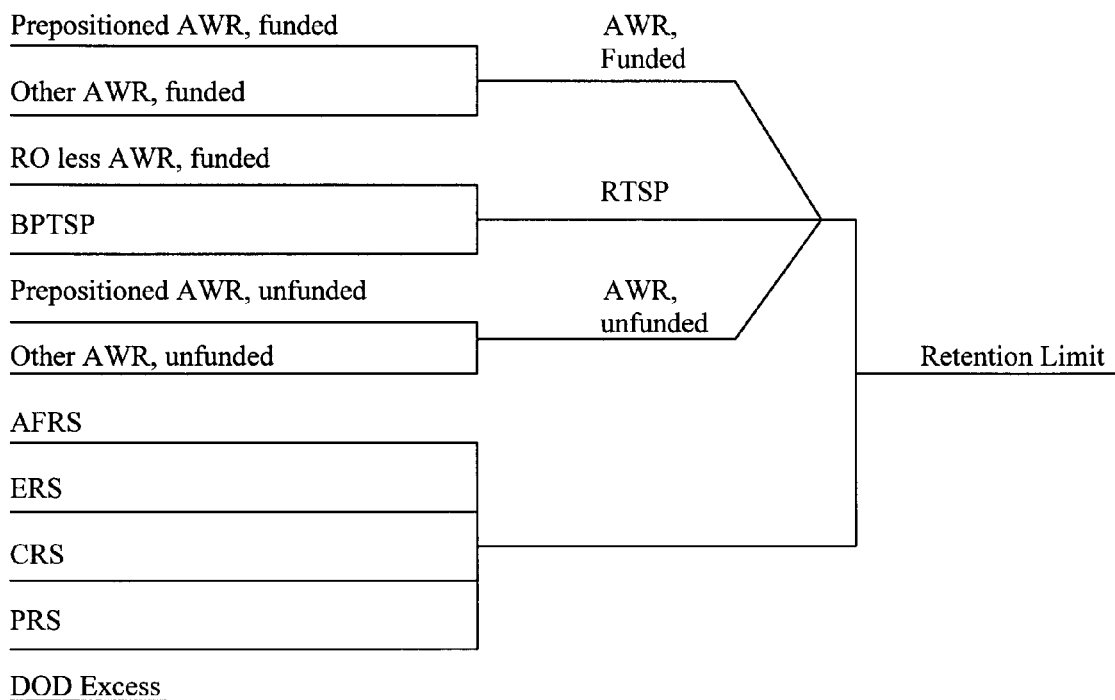 Prepositioned AWR, funded
Other AWR, funded
AWR,
Funded
RO less AWR, funded
BPTSP
RTSP
Prepositioned AWR, unfunded
Other AWR, unfunded
AWR,
unfunded
Retention Limit
AFRS
ERS
CRS
PRS
DOD Excess